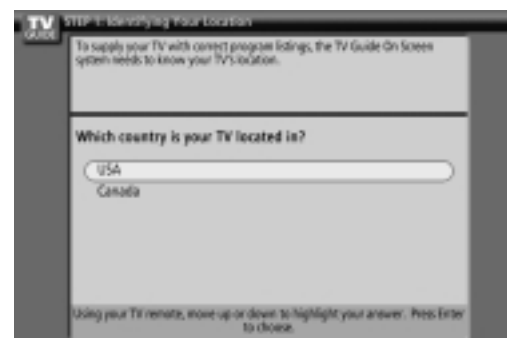 TV
GUIDE
STEP 1: Identifying Your Location
To supply your TV with correct program listings, the TV Guide On Screen
system needs to know your TV's location.
Which country is your TV located in?
USA
Canada
Using your TV remote, move up or down to highlight your answer. Press Enter
to choose.